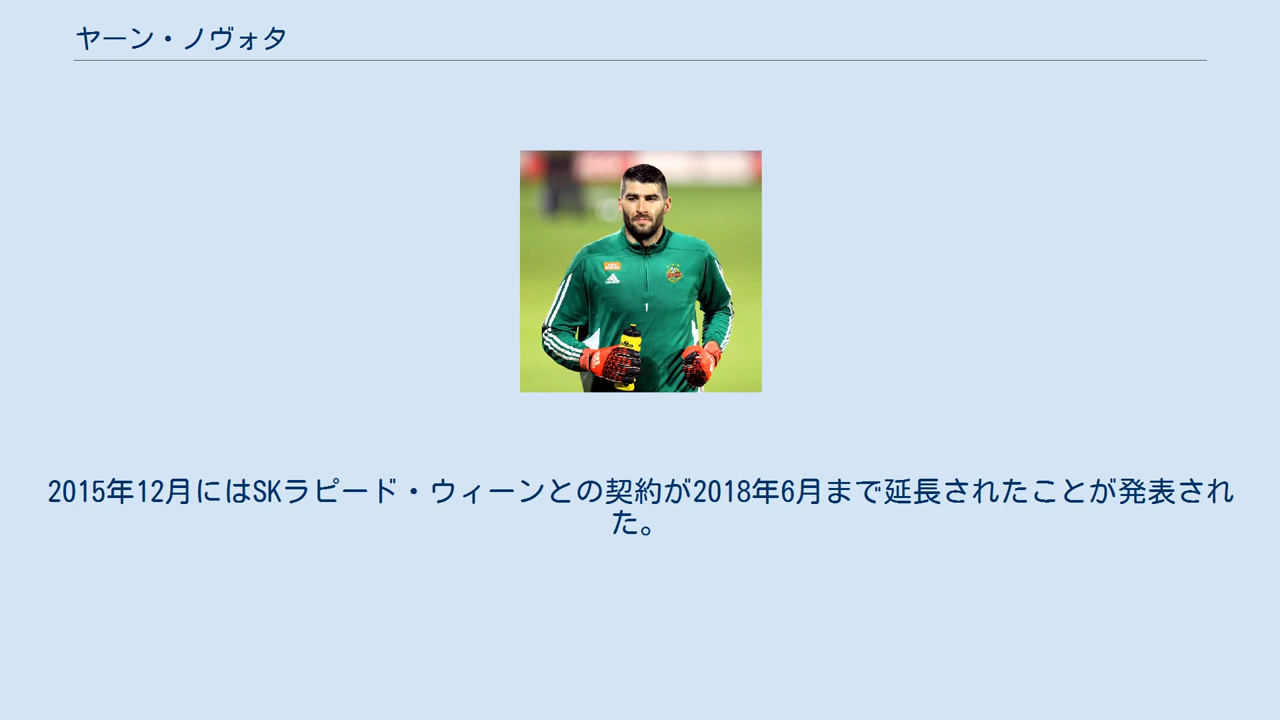 ヤーン・ノヴォタ
1
2015年12月にはSKラピード・ウィーンとの契約が2018年6月まで延長されたことが発表され
た。